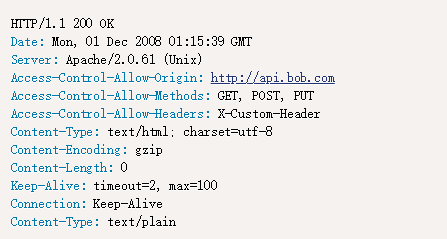 HTTP/1.1 200 OK
Date: Mon, 01 Dec 2008 01:15:39 GMT
Server: Apache/2.0.61 (Unix)
Access-Control-Allow-Origin: http://api.bob.com
Access-Control-Allow-Methods: GET, POST, PUT
Access-Control-Allow-Headers: X-Custom-Header
Content-Type: text/html; charset=utf-8
Content-Encoding: gzip
Content-Length: 0
Keep-Alive: timeout=2, max=100
Connection: Keep-Alive
Content-Type: text/plain